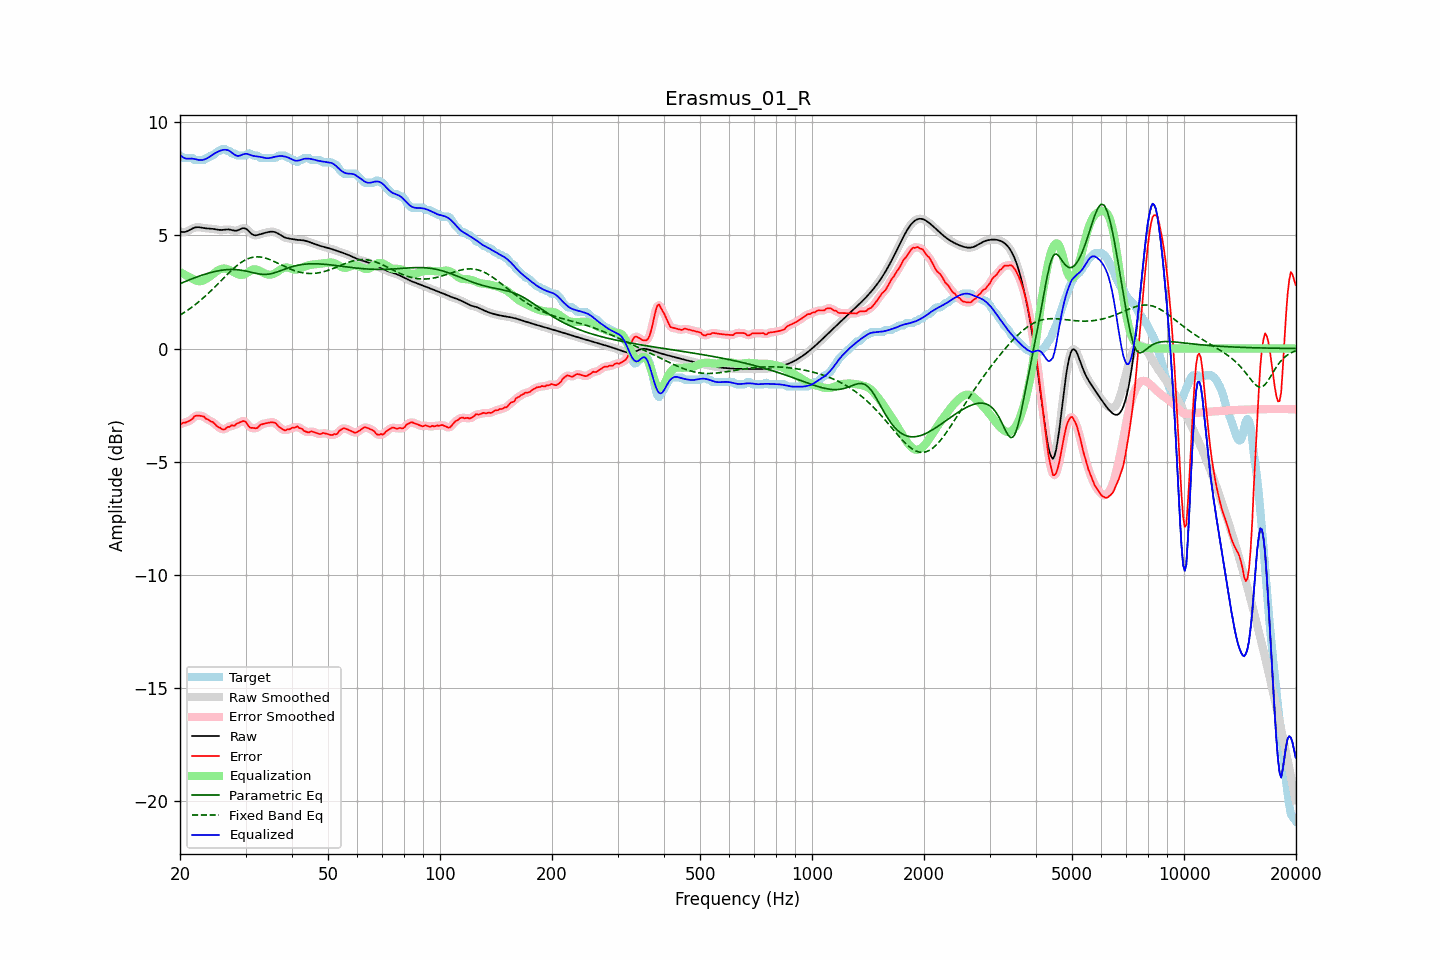 Erasmus_01_R
10
5
0
−5
−10
−15
−20
Amplitude (dBr)
Target
Raw Smoothed
Error Smoothed
Raw
Error
Equalization
Parametric Eq
Fixed Band Eq
Equalized
20 50 100 200 500 1000 2000 5000 10000 20000
Frequency (Hz)